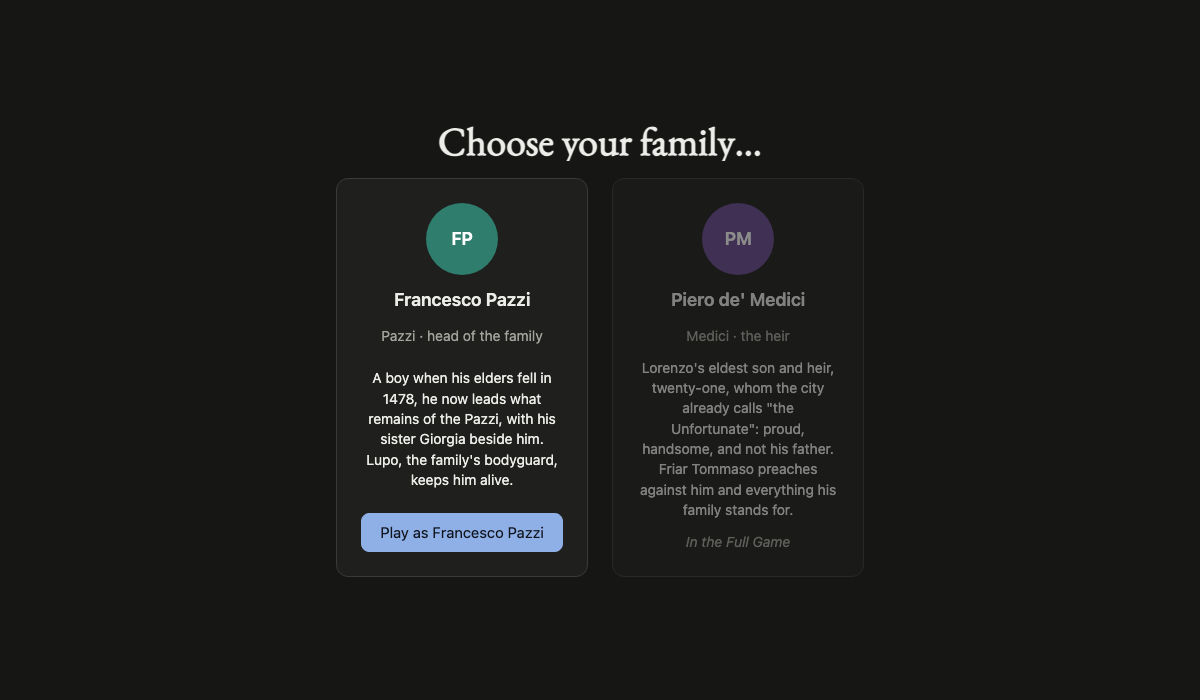 Choose your family...
FP
Francesco Pazzi
Pazzi · head of the family
A boy when his elders fell in
1478, he now leads what
remains of the Pazzi, with his
sister Giorgia beside him.
Lupo, the family's bodyguard,
keeps him alive.
Play as Francesco Pazzi
PM
Piero de' Medici
Medici · the heir
Lorenzo's eldest son and heir,
twenty-one, whom the city
already calls "the
Unfortunate": proud,
handsome, and not his father.
Friar Tommaso preaches
against him and everything his
family stands for.
In the Full Game